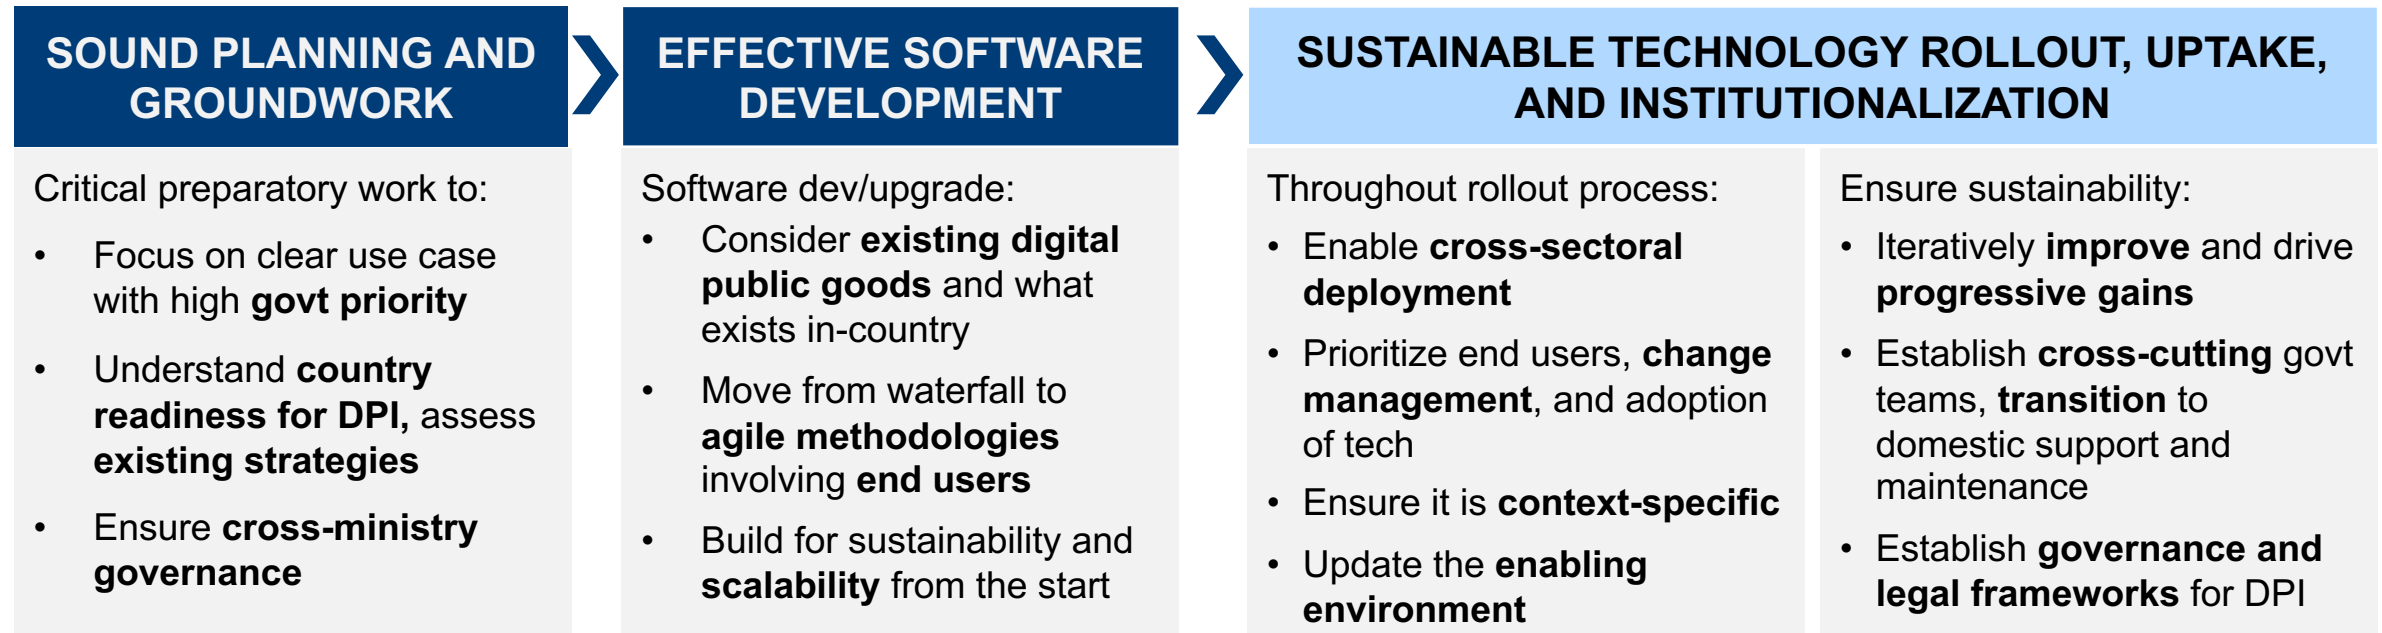 SOUND PLANNING AND
GROUNDWORK
Critical preparatory work to:
• Focus on clear use case
with high govt priority
• Understand country
readiness for DPI, assess
existing strategies
• Ensure cross-ministry
governance
EFFECTIVE SOFTWARE
DEVELOPMENT
Software dev/upgrade:
• Consider existing digital
public goods and what
exists in-country
• Move from waterfall to
agile methodologies
involving end users
• Build for sustainability and
scalability from the start
SUSTAINABLE TECHNOLOGY ROLLOUT, UPTAKE,
AND INSTITUTIONALIZATION
Throughout rollout process:
• Enable cross-sectoral
deployment
• Prioritize end users, change
management, and adoption
of tech
• Ensure it is context-specific
• Update the enabling
environment
Ensure sustainability:
• Iteratively improve and drive
progressive gains
• Establish cross-cutting govt
teams, transition to
domestic support and
maintenance
• Establish governance and
legal frameworks for DPI